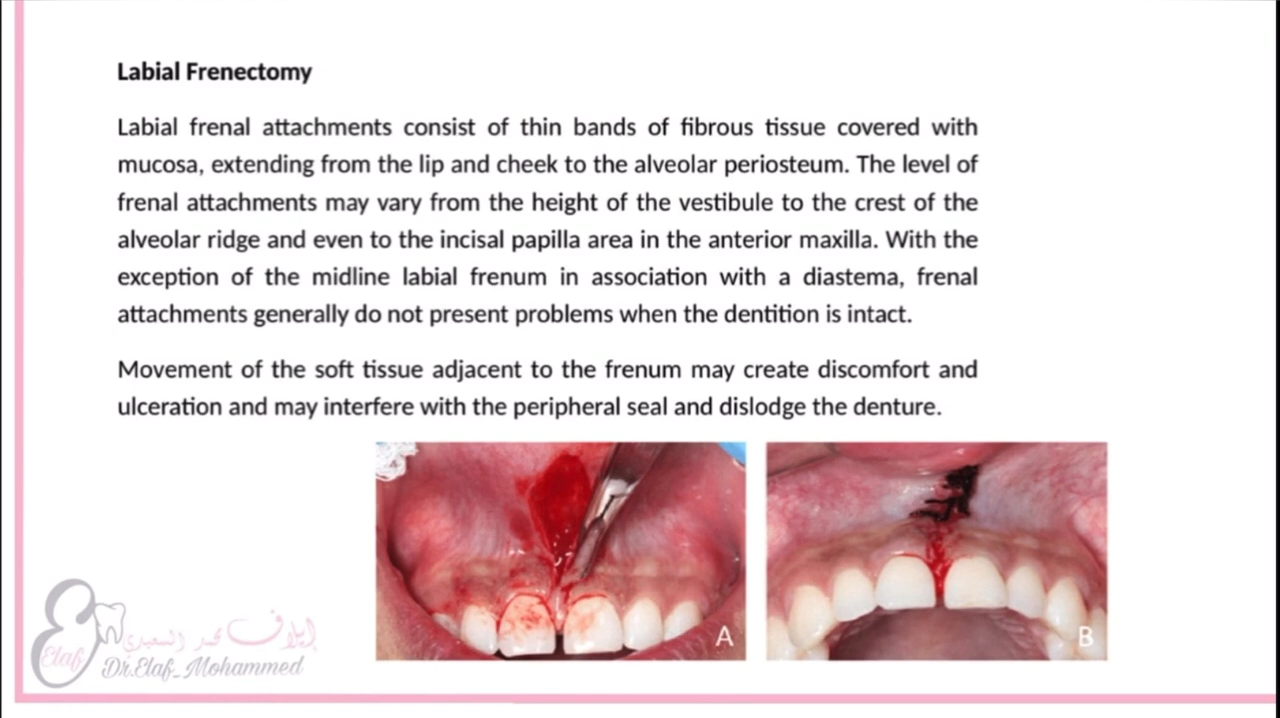 Labial Frenectomy
Labial frenal attachments consist of thin bands of fibrous tissue covered with
mucosa, extending from the lip and cheek to the alveolar periosteum. The level of
frenal attachments may vary from the height of the vestibule to the crest of the
alveolar ridge and even to the incisal papilla area in the anterior maxilla. With the
exception of the midline labial frenum in association with a diastema, frenal
attachments generally do not present problems when the dentition is intact.
Movement of the soft tissue adjacent to the frenum may create discomfort and
ulceration and may interfere with the peripheral seal and dislodge the denture.
A
B
إيلاف محمد السعيدي
Elaf
Dr.Elaf_Mohammed